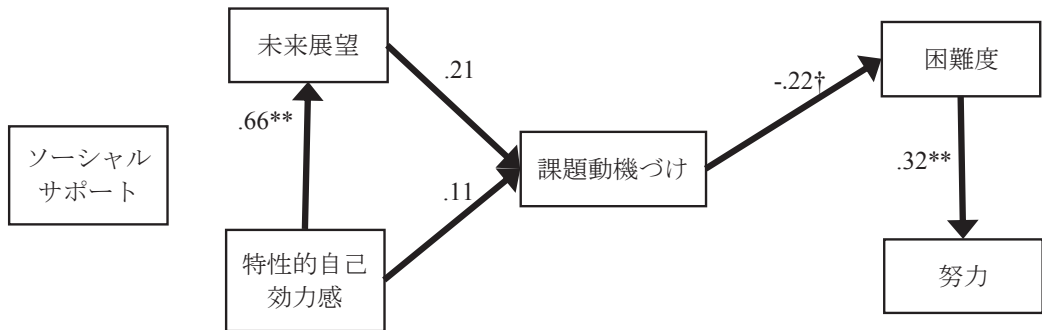 未来展望
困難度
.21
-.22†
.66**
ソーシャル
サポート
課題動機づけ
.32**
.11
特性的自己
効力感
努力